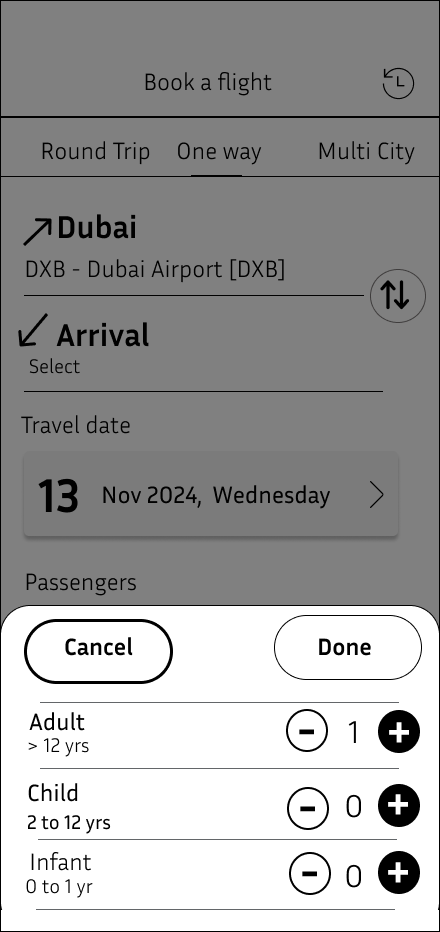 Book a flight
Round Trip One way Multi City
Dubai
DXB - Dubai Airport [DXB]
Arrival
Select
Travel date
13 Nov 2024, Wednesday
Passengers
Cancel Done
Adult
> 12 yrs
1
Child
2 to 12 yrs
0
Infant
0 to 1 yr
0